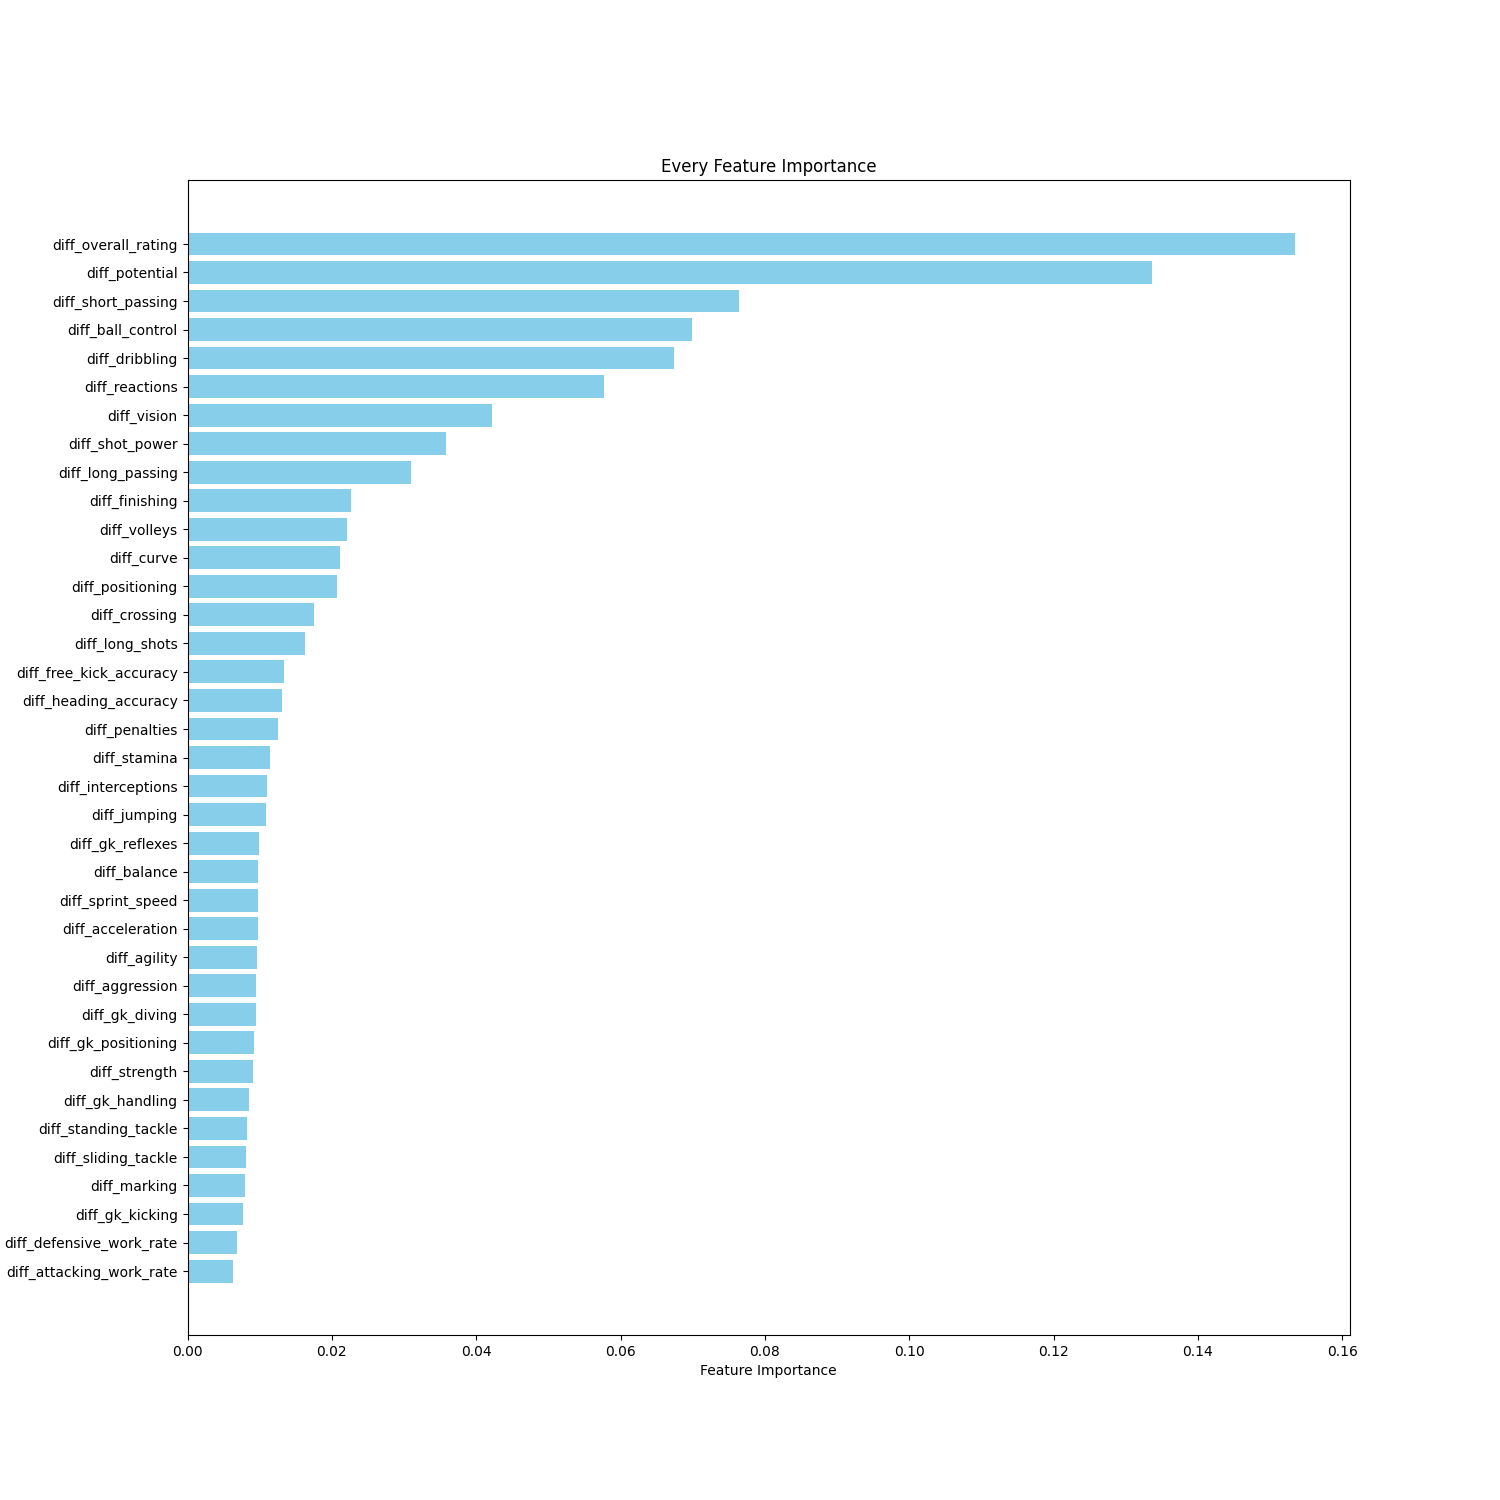 Every Feature Importance
diff_overall_rating
diff_potential
diff_short_passing
diff_ball_control
diff_dribbling
diff_reactions
diff_vision
diff_shot_power
diff_long_passing
diff_finishing
diff_volleys
diff_curve
diff_positioning
diff_crossing
diff_long_shots
diff_free_kick_accuracy
diff_heading_accuracy
diff_penalties
diff_stamina
diff_interceptions
diff_jumping
diff_gk_reflexes
diff_balance
diff_sprint_speed
diff_acceleration
diff_agility
diff_aggression
diff_gk_diving
diff_gk_positioning
diff_strength
diff_gk_handling
diff_standing_tackle
diff_sliding_tackle
diff_marking
diff_gk_kicking
diff_defensive_work_rate
diff_attacking_work_rate
0.00 0.02 0.04 0.06 0.08 0.10 0.12 0.14 0.16
Feature Importance